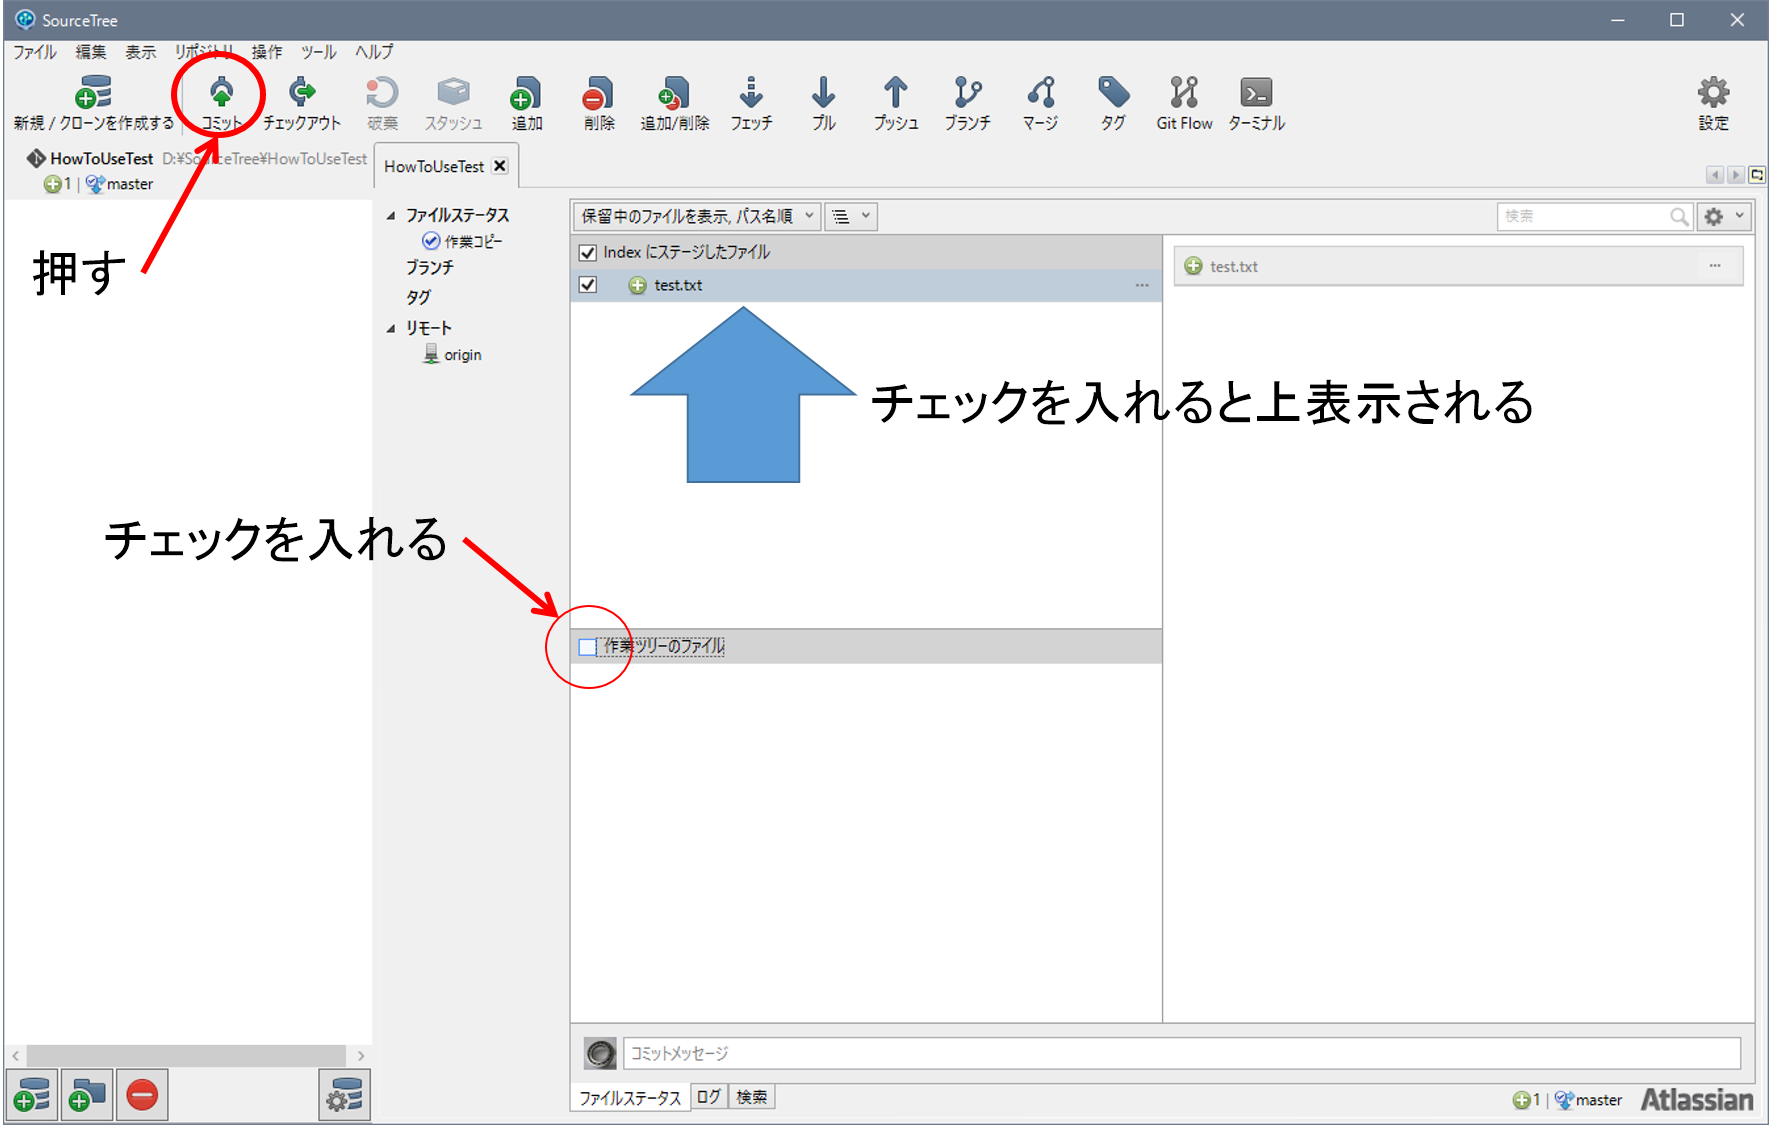 SourceTree
ファイル 編集 表示 リポジトリ 操作 ツール ヘルプ
新規 / クローンを作成する コミット チェックアウト 破棄 スタッシュ 追加 削除 追加/削除 フェッチ プル プッシュ ブランチ マージ タグ Git Flow ターミナル 設定
HowToUseTest D:¥SourceTree¥HowToUseTest
1 | master
HowToUseTest
押す
ファイルステータス
作業コピー
ブランチ
タグ
リモート
origin
保留中のファイルを表示, パス名順
検索
Index にステージしたファイル
test.txt ...
test.txt ...
チェックを入れると上表示される
チェックを入れる
作業ツリーのファイル
コミットメッセージ
ファイルステータス ログ 検索
1 | master Atlassian